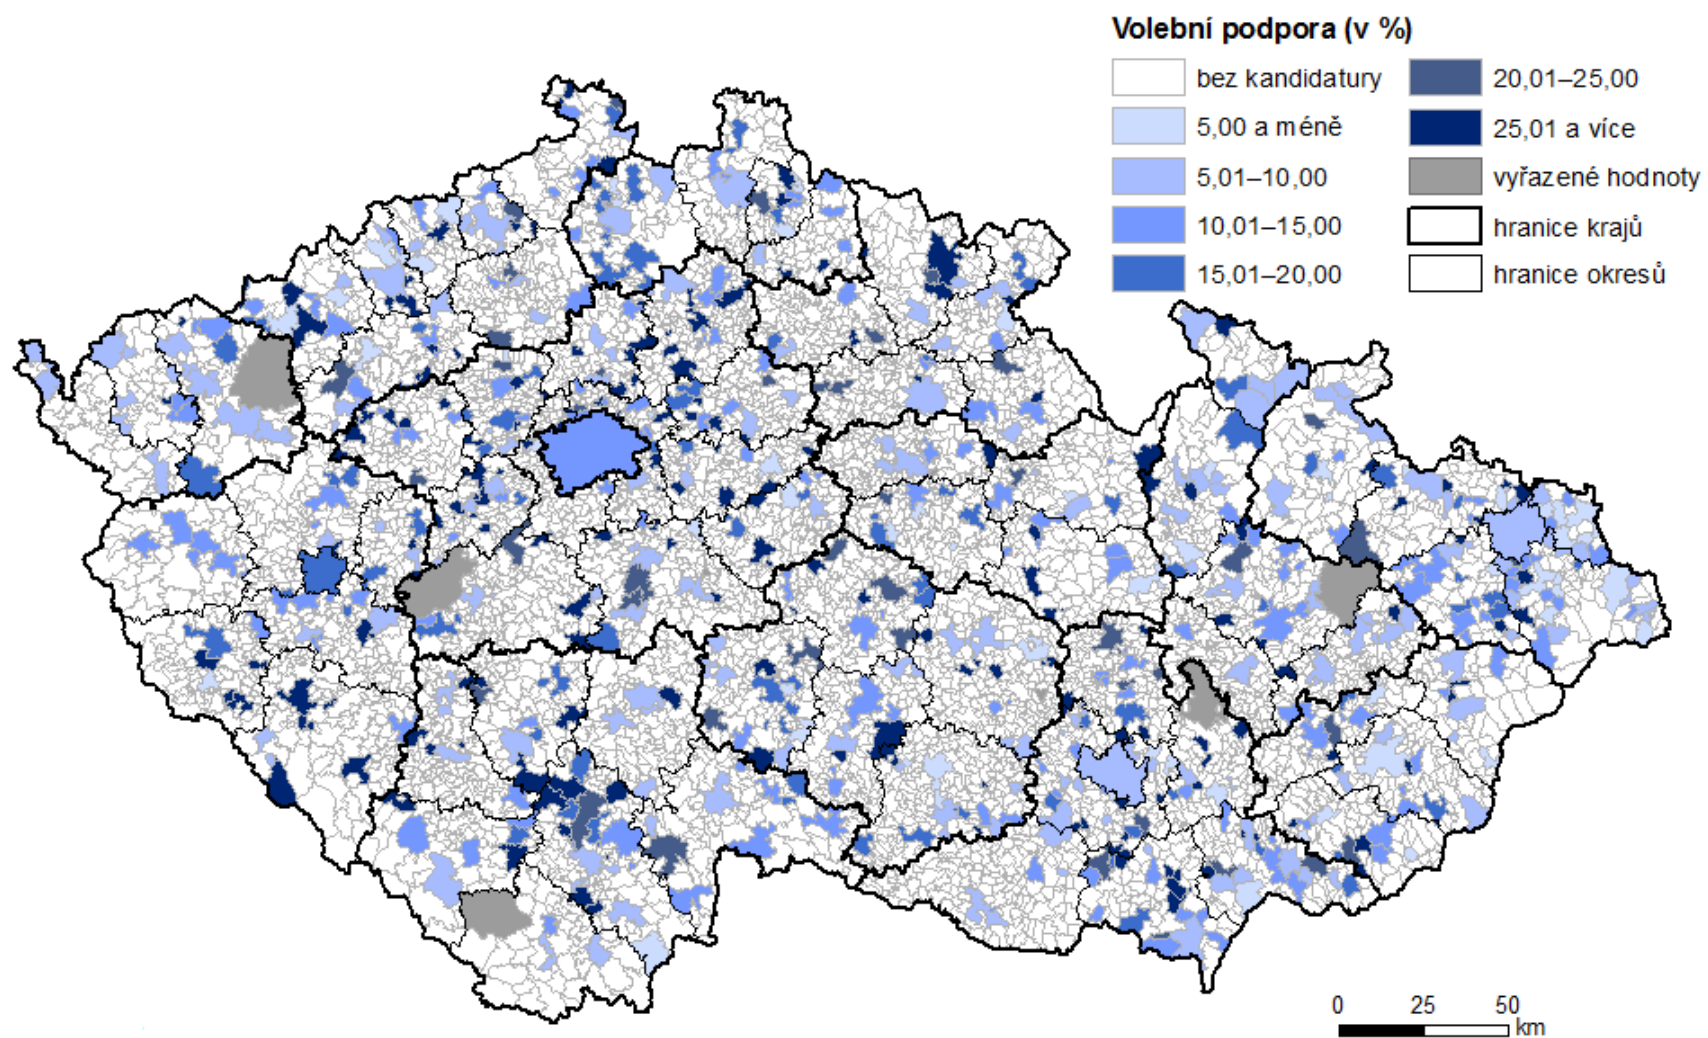 Volební podpora (v %)
bez kandidatury
5,00 a méně
5,01–10,00
10,01–15,00
15,01–20,00
20,01–25,00
25,01 a více
vyřazené hodnoty
hranice krajů
hranice okresů
0 25 50
km